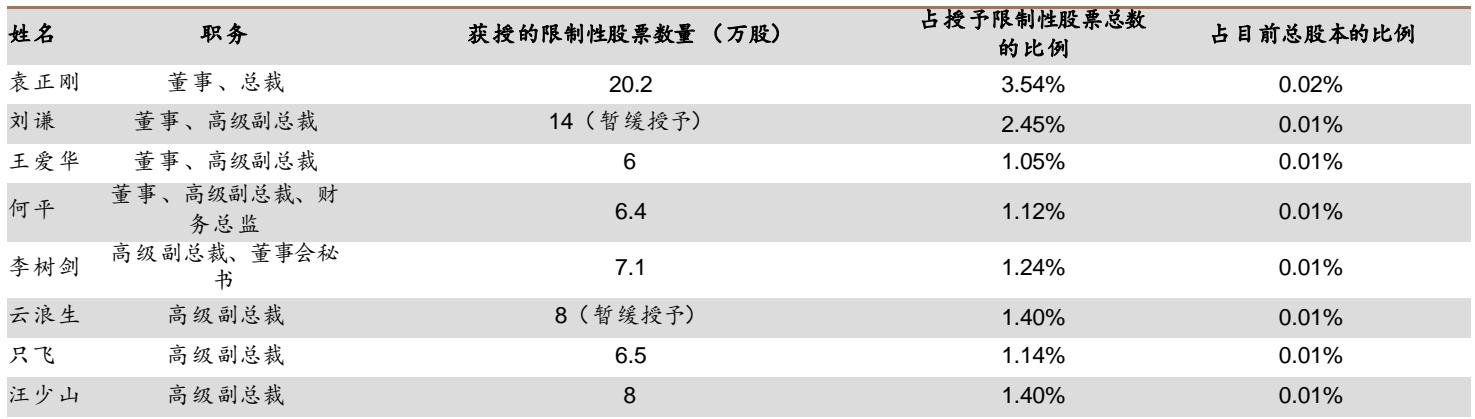 姓名 职务 获授的限制性股票数量（万股） 占授予限制性股票总数的比例 占目前总股本的比例
袁正刚 董事、总裁 20.2 3.54% 0.02%
刘谦 董事、高级副总裁 14（暂缓授予） 2.45% 0.01%
王爱华 董事、高级副总裁 6 1.05% 0.01%
何平 董事、高级副总裁、财务总监 6.4 1.12% 0.01%
李树剑 高级副总裁、董事会秘书 7.1 1.24% 0.01%
云浪生 高级副总裁 8（暂缓授予） 1.40% 0.01%
只飞 高级副总裁 6.5 1.14% 0.01%
汪少山 高级副总裁 8 1.40% 0.01%